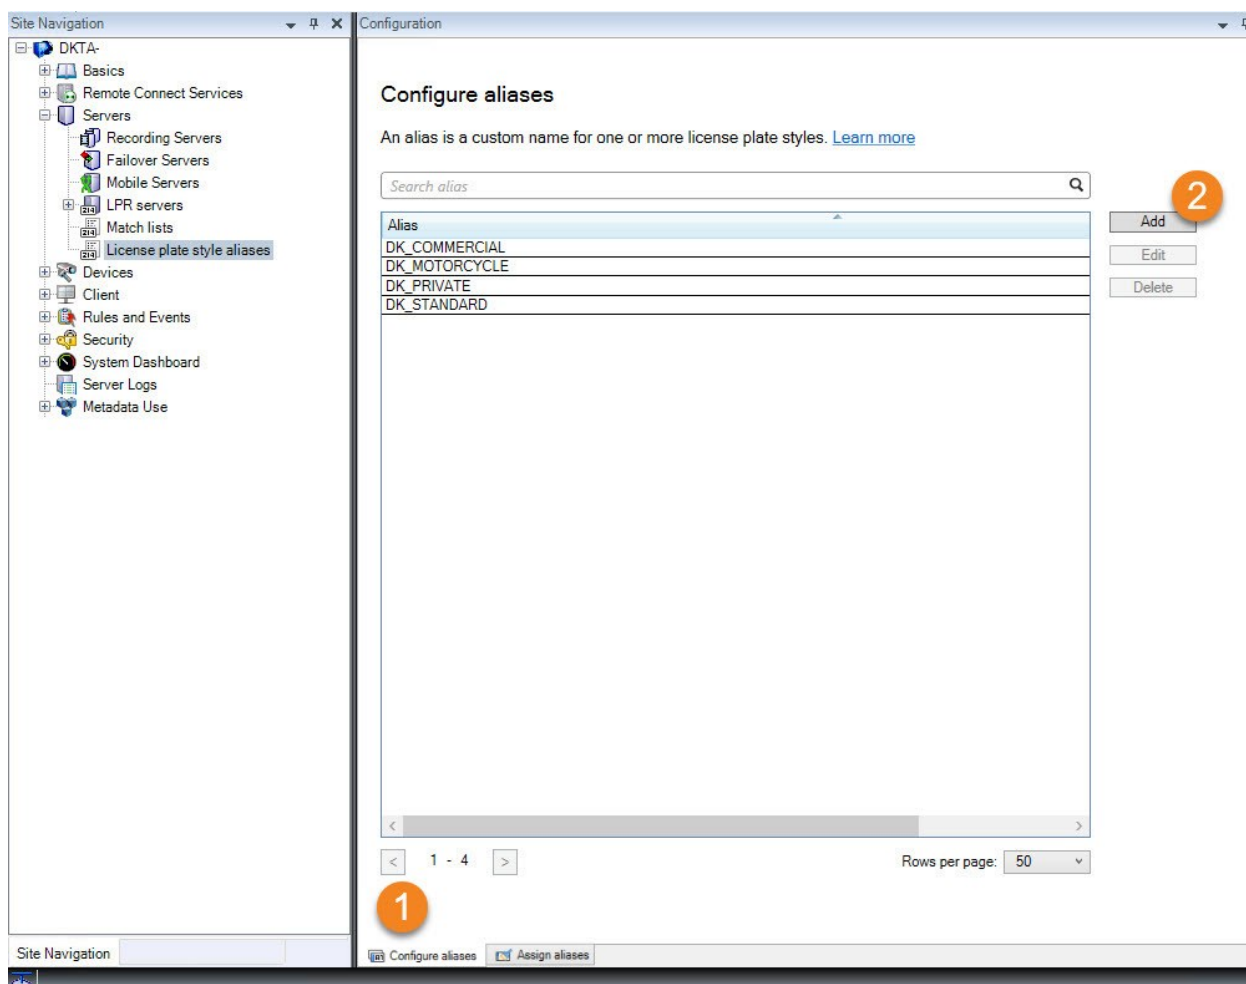 Site Navigation
DKTA-
Basics
Remote Connect Services
Servers
Recording Servers
Failover Servers
Mobile Servers
LPR servers
Match lists
License plate style aliases
Devices
Client
Rules and Events
Security
System Dashboard
Server Logs
Metadata Use
Site Navigation
Configuration
Configure aliases
An alias is a custom name for one or more license plate styles. Learn more
Search alias
Alias
DK_COMMERCIAL
DK_MOTORCYCLE
DK_PRIVATE
DK_STANDARD
2
Add
Edit
Delete
< 1 - 4 >
Rows per page: 50
1
Configure aliases
Assign aliases